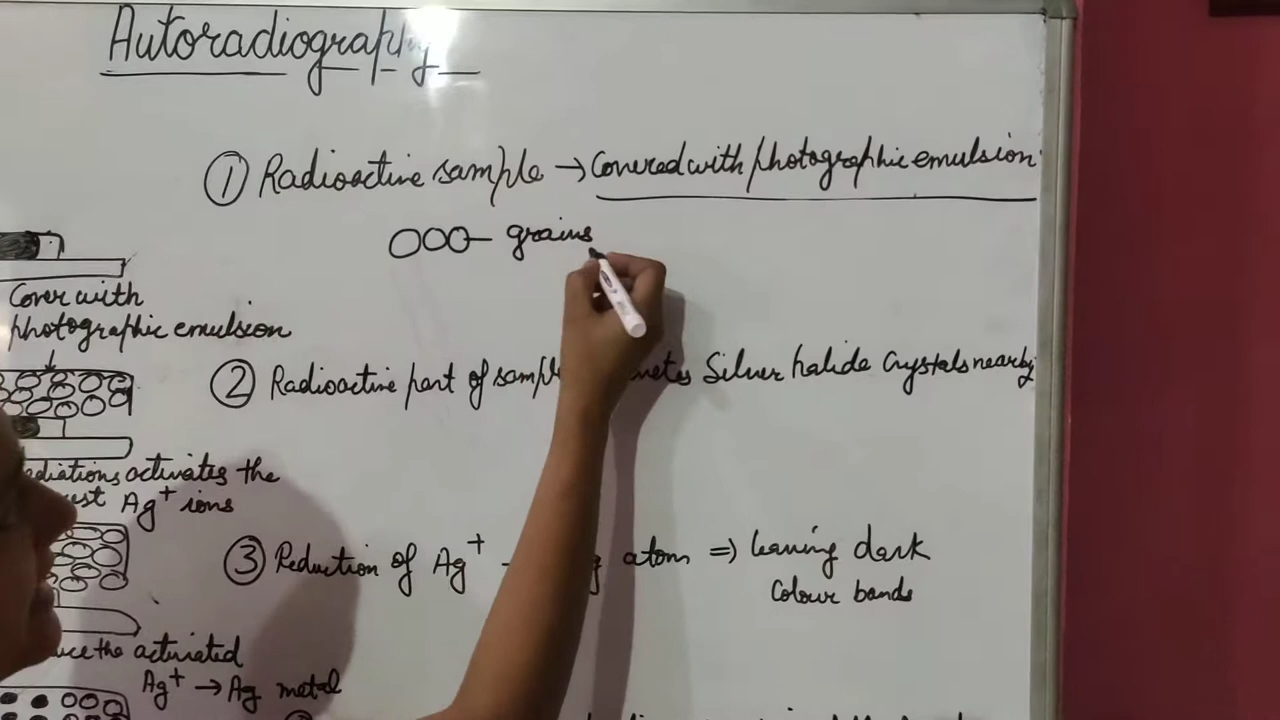 Autoradiography
① Radioactive sample → Covered with photographic emulsion
grains
Cover with
photographic emulsion
② Radioactive part of sample Silver halide Crystals nearby
activates the
Ag⁺ ions
③ Reduction of Ag⁺ atom ⇒ leaving dark
Colour bands
the activated
Ag⁺ → Ag metal